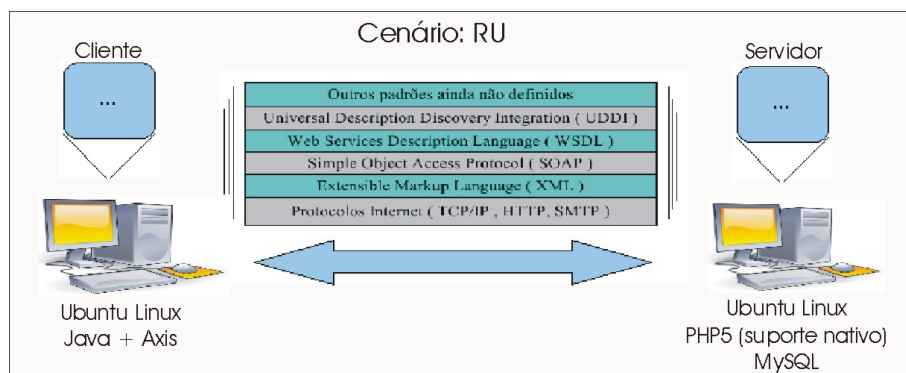 Cenário: RU
Cliente
...
Servidor
...
Outros padrões ainda não definidos
Universal Description Discovery Integration ( UDDI )
Web Services Description Language ( WSDL )
Simple Object Access Protocol ( SOAP )
Extensible Markup Language ( XML )
Protocolos Internet ( TCP/IP , HTTP, SMTP )
Ubuntu Linux
Java + Axis
Ubuntu Linux
PHP5 (suporte nativo)
MySQL